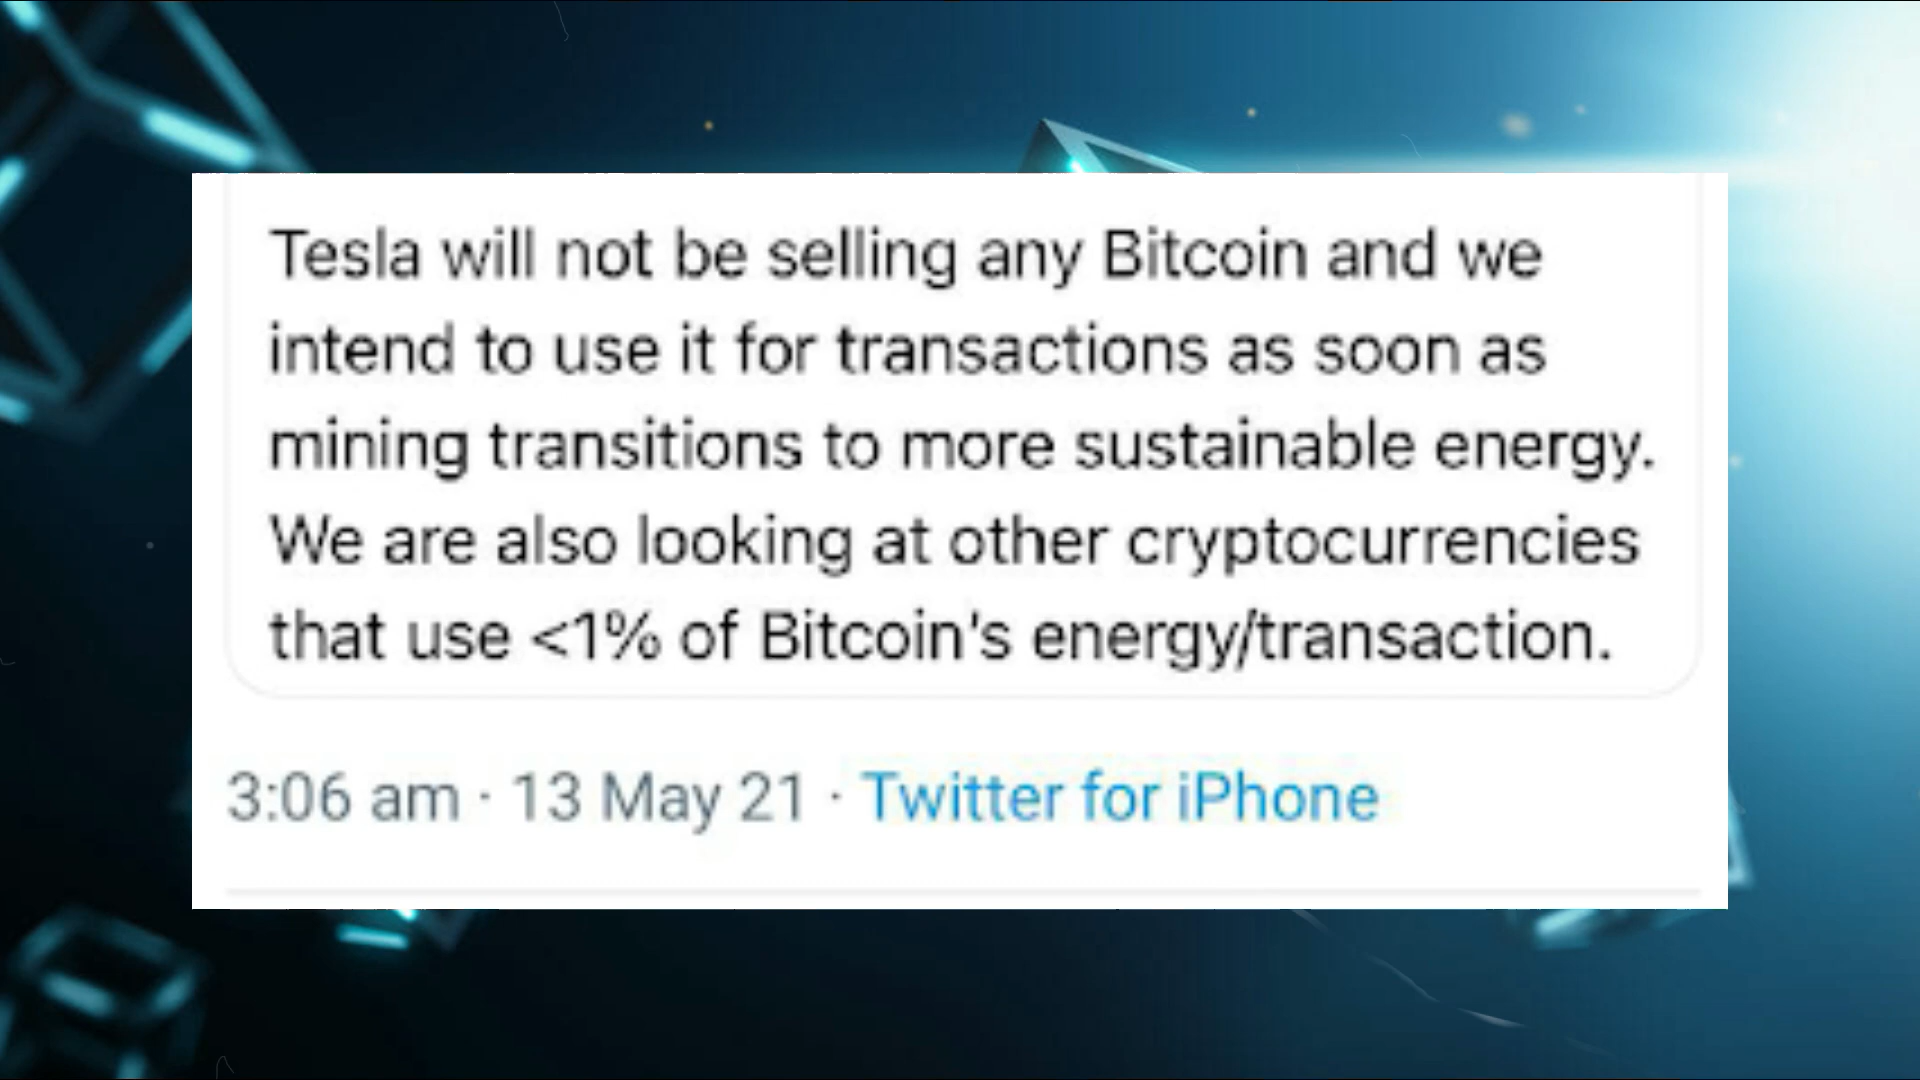 Tesla will not be selling any Bitcoin and we
intend to use it for transactions as soon as
mining transitions to more sustainable energy.
We are also looking at other cryptocurrencies
that use <1% of Bitcoin's energy/transaction.
3:06 am · 13 May 21 · Twitter for iPhone